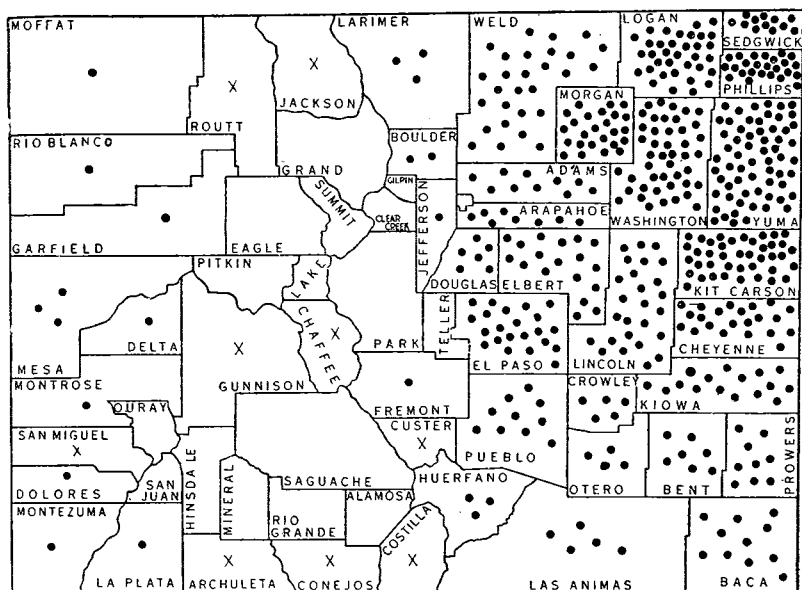 MOFFAT
LARIMER
WELD
LOGAN
SEDGWICK
PHILLIPS
JACKSON
MORGAN
ROUTT
RIO BLANCO
BOULDER
GRAND
GILPIN
ADAMS
SUMMIT
CLEAR CREEK
JEFFERSON
ARAPAHOE
WASHINGTON
YUMA
GARFIELD
EAGLE
PITKIN
LAKE
DOUGLAS
ELBERT
KIT CARSON
CHAFFEE
PARK
TELLER
DELTA
MESA
EL PASO
LINCOLN
CHEYENNE
MONTROSE
GUNNISON
CROWLEY
OURAY
FREMONT
KIOWA
SAN MIGUEL
CUSTER
PUEBLO
PROWERS
DOLORES
SAN JUAN
HINSDALE
MINERAL
SAGUACHE
ALAMOSA
HUERFANO
OTERO
BENT
MONTEZUMA
RIO GRANDE
COSTILLA
LA PLATA
ARCHULETA
CONEJOS
LAS ANIMAS
BACA